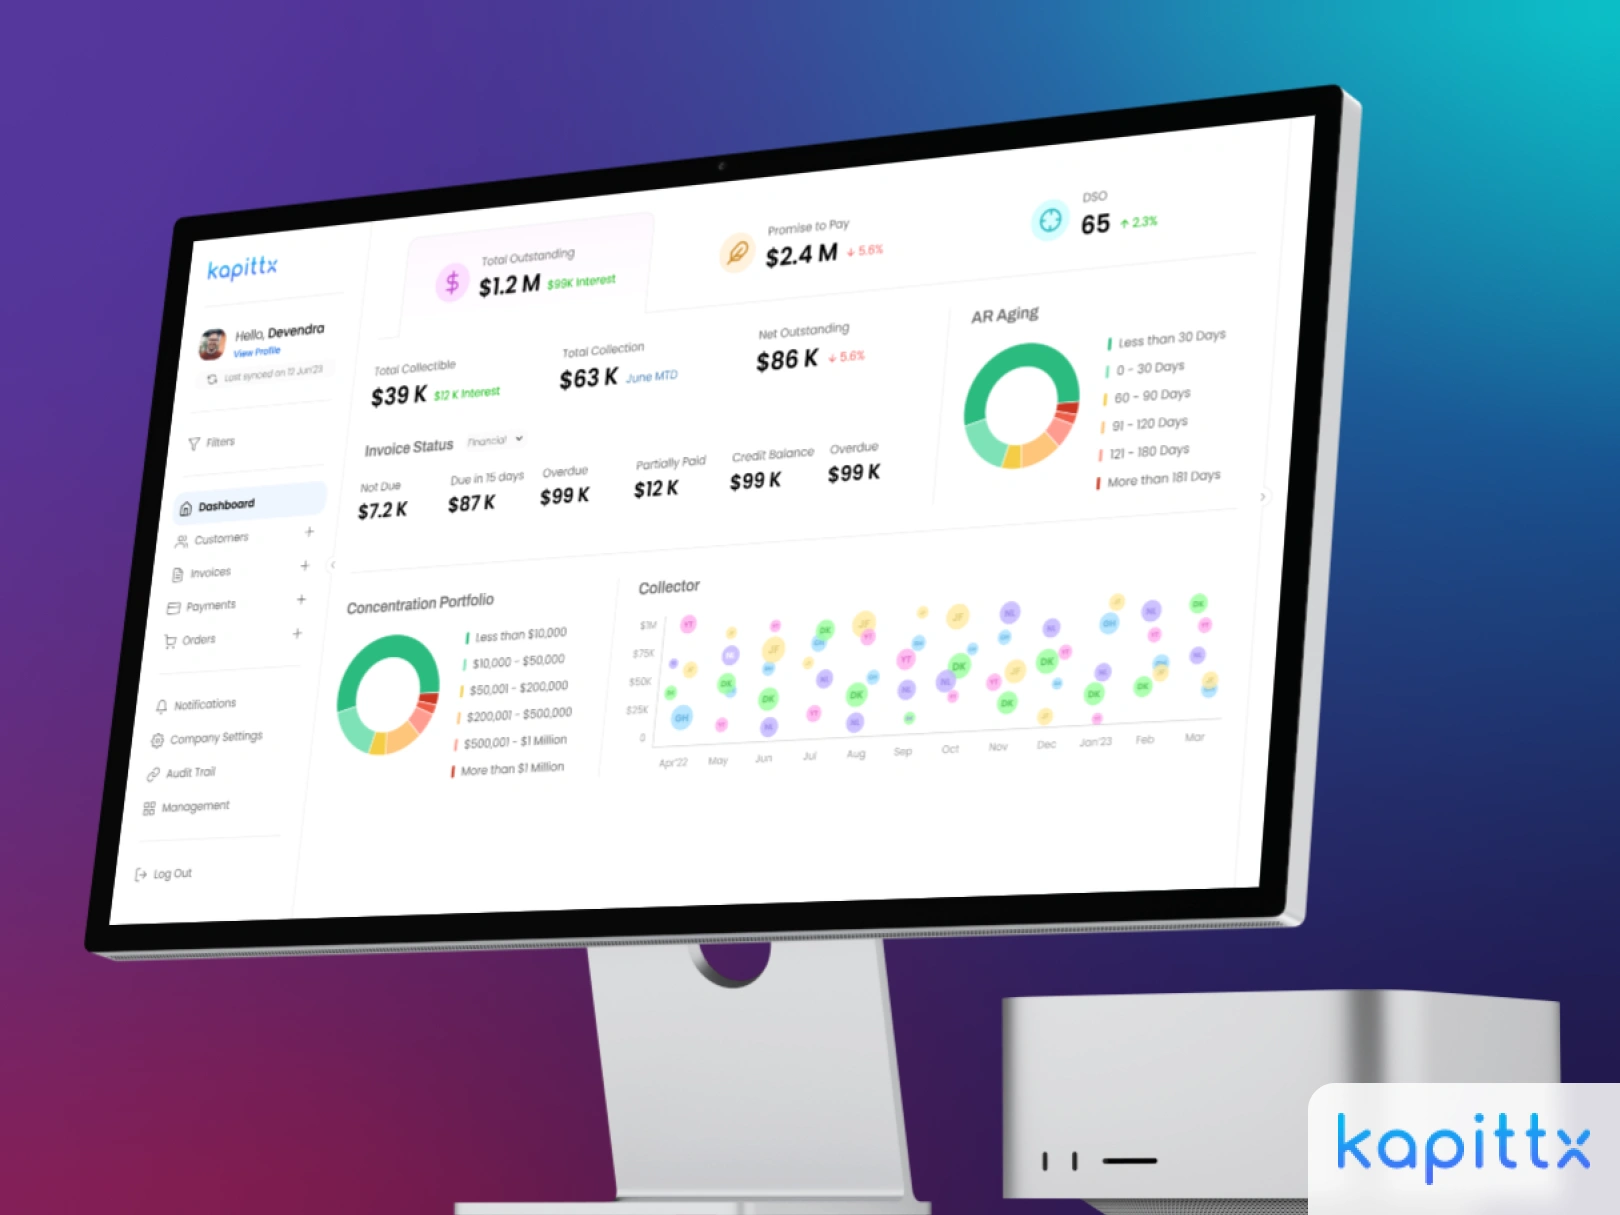 kapittx
Hello, Devendra
View Profile
Last synced on 12 Jun'23
Filters
Dashboard
Customers
Invoices
Payments
Orders
Notifications
Company Settings
Audit Trail
Management
Log Out
Total Outstanding
$1.2 M $99K Interest
Promise to Pay
$2.4 M ↓ 5.6%
DSO
65 ↑ 2.3%
Total Collectible
$39 K $12 K Interest
Total Collection
$63 K June MTD
Net Outstanding
$86 K ↓ 5.6%
Invoice Status Financial
Not Due
$7.2 K
Due in 15 days
$87 K
Overdue
$99 K
Partially Paid
$12 K
Credit Balance
$99 K
Overdue
$99 K
AR Aging
Less than 30 Days
0 - 30 Days
60 - 90 Days
91 - 120 Days
121 - 180 Days
More than 181 Days
Concentration Portfolio
Less than $10,000
$10,000 - $50,000
$50,001 - $200,000
$200,001 - $500,000
$500,001 - $1 Million
More than $1 Million
Collector
$1M
$75K
$50K
$25K
0
Apr'22 May Jun Jul Aug Sep Oct Nov Dec Jan'23 Feb Mar
kapittx